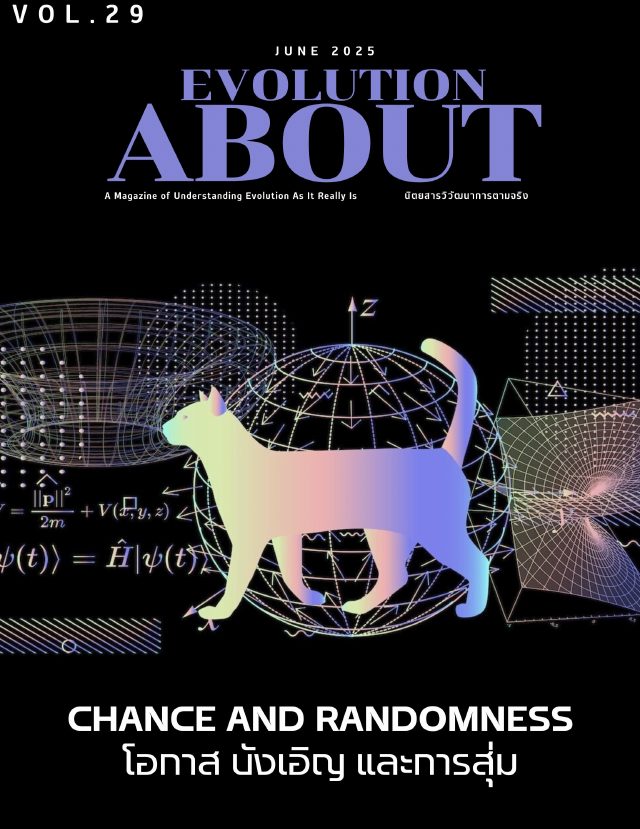 VOL.29
JUNE 2025
EVOLUTION
ABOUT
A Magazine of Understanding Evolution As It Really Is
นิตยสารวิวัฒนาการตามจริง
z
||p̂||²
2m
+ V(x, y, z)
ψ(t)⟩ = Ĥ|ψ(t)⟩
x
CHANCE AND RANDOMNESS
โอกาส บังเอิญ และการสุ่ม